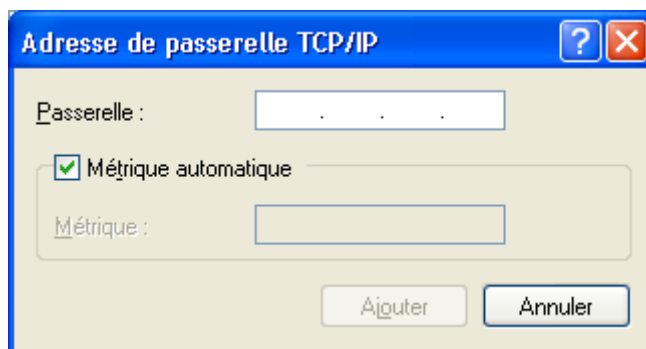 Adresse de passerelle TCP/IP ?
Passerelle : . . .
Métrique automatique
Métrique :
Ajouter Annuler